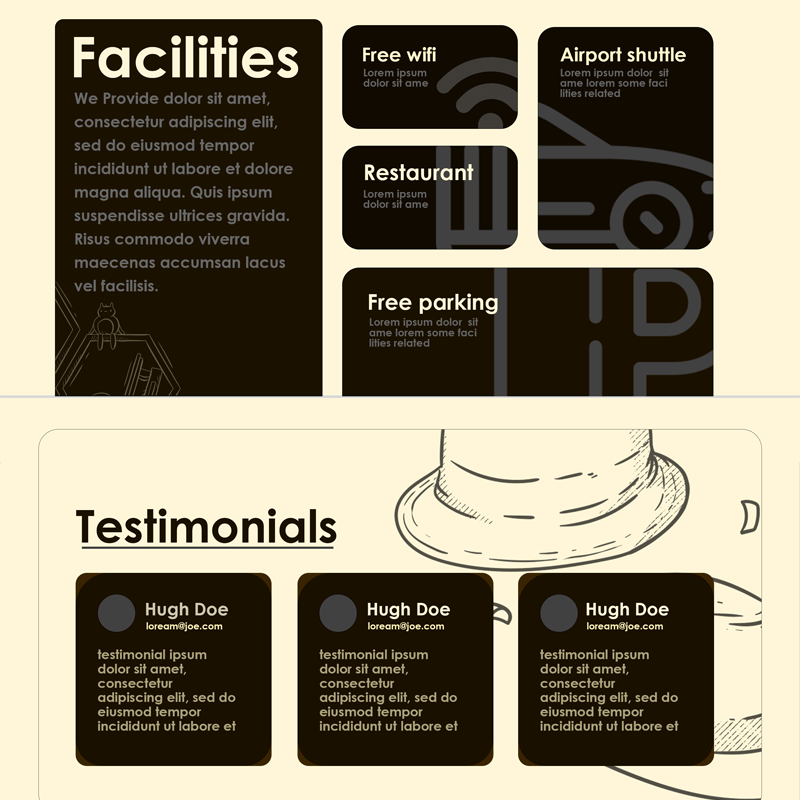 Facilities
We Provide dolor sit amet,
consectetur adipiscing elit,
sed do eiusmod tempor
incididunt ut labore et dolore
magna aliqua. Quis ipsum
suspendisse ultrices gravida.
Risus commodo viverra
maecenas accumsan lacus
vel facilisis.
Free wifi
Lorem ipsum
dolor sit ame
Airport shuttle
Lorem ipsum dolor sit
ame lorem some faci
lities related
Restaurant
Lorem ipsum
dolor sit ame
Free parking
Lorem ipsum dolor sit
ame lorem some faci
lities related
Testimonials
Hugh Doe
loream@joe.com
testimonial ipsum
dolor sit amet,
consectetur
adipiscing elit, sed do
eiusmod tempor
incididunt ut labore et
Hugh Doe
loream@joe.com
testimonial ipsum
dolor sit amet,
consectetur
adipiscing elit, sed do
eiusmod tempor
incididunt ut labore et
Hugh Doe
loream@joe.com
testimonial ipsum
dolor sit amet,
consectetur
adipiscing elit, sed do
eiusmod tempor
incididunt ut labore et